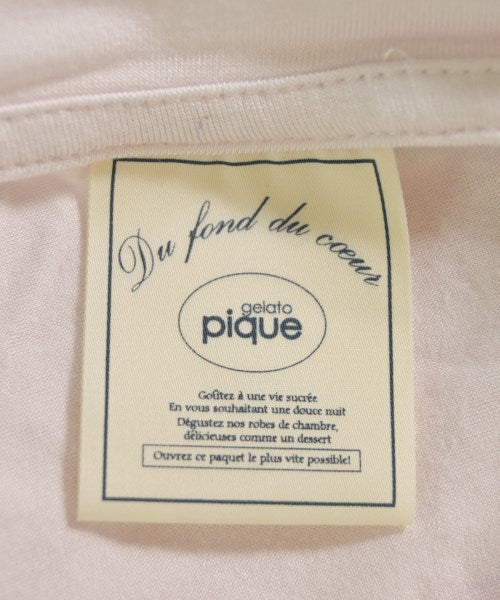 Du fond du cœur
gelato
pique
Goûtez à une vie sucrée
En vous souhaitant une douce nuit
Dégustez nos robes de chambre,
délicieuses comme un dessert
Ouvrez ce paquet le plus vite possible!